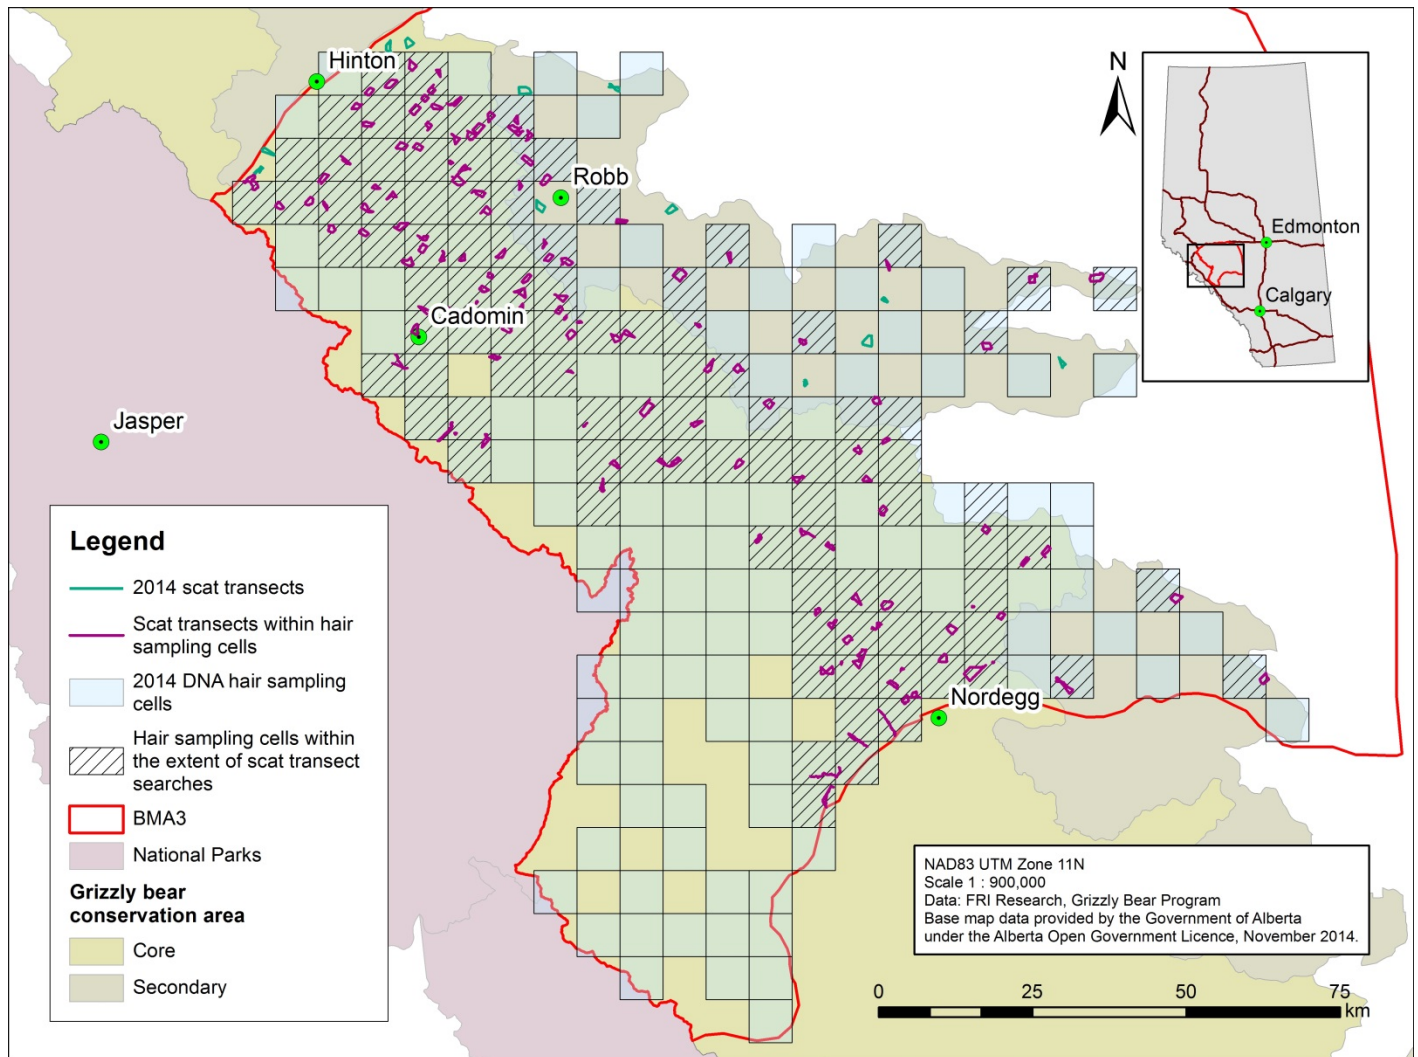 Hinton
N
Robb
Edmonton
Calgary
Cadomin
Jasper
Legend
2014 scat transects
Scat transects within hair
sampling cells
2014 DNA hair sampling
cells
Hair sampling cells within
the extent of scat transect
searches
BMA3
National Parks
Grizzly bear
conservation area
Core
Secondary
Nordegg
NAD83 UTM Zone 11N
Scale 1 : 900,000
Data: FRI Research, Grizzly Bear Program
Base map data provided by the Government of Alberta
under the Alberta Open Government Licence, November 2014.
0 25 50 75
km